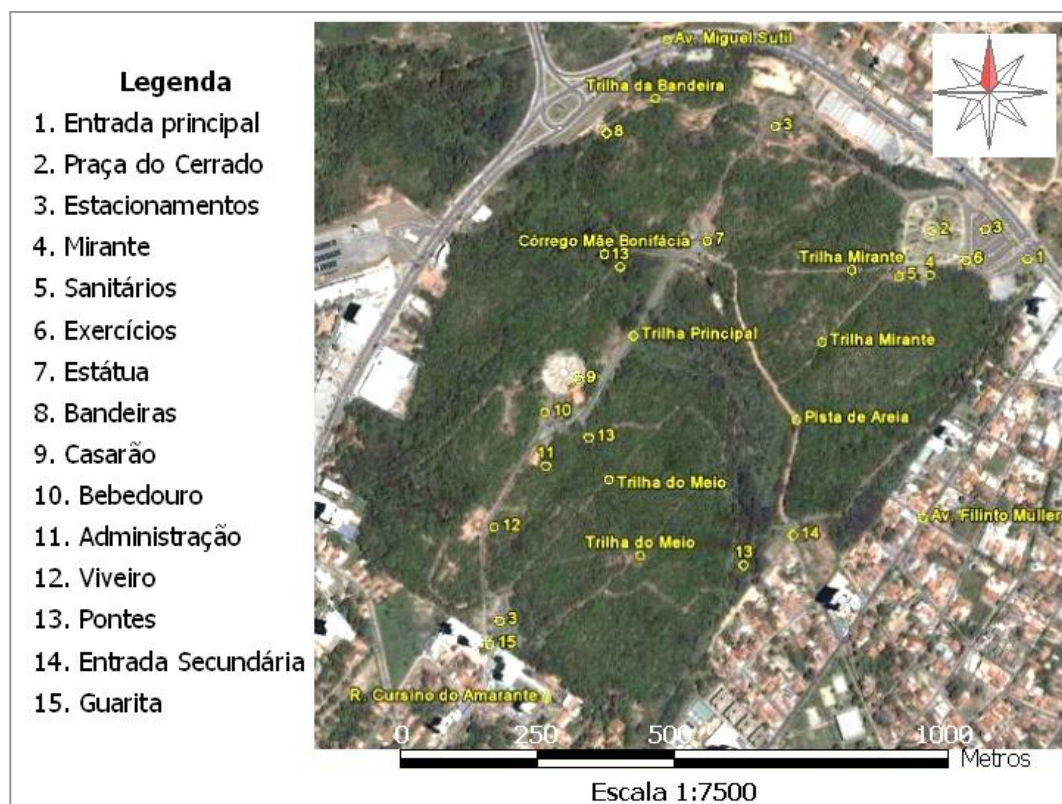 Legenda
1. Entrada principal
2. Praça do Cerrado
3. Estacionamentos
4. Mirante
5. Sanitários
6. Exercícios
7. Estátua
8. Bandeiras
9. Casarão
10. Bebedouro
11. Administração
12. Viveiro
13. Pontes
14. Entrada Secundária
15. Guarita
Av. Miguel Sutil
Trilha da Bandeira
3
8
2
3
Córrego Mãe Bonifácia
7
13
Trilha Mirante
4
5
6
1
Trilha Principal
Trilha Mirante
9
10
Pista de Areia
13
11
Trilha do Meio
12
Av. Filinto Muller
14
Trilha do Meio
13
3
15
R. Cursino do Amarante
0 250 500 1000
Metros
Escala 1:7500